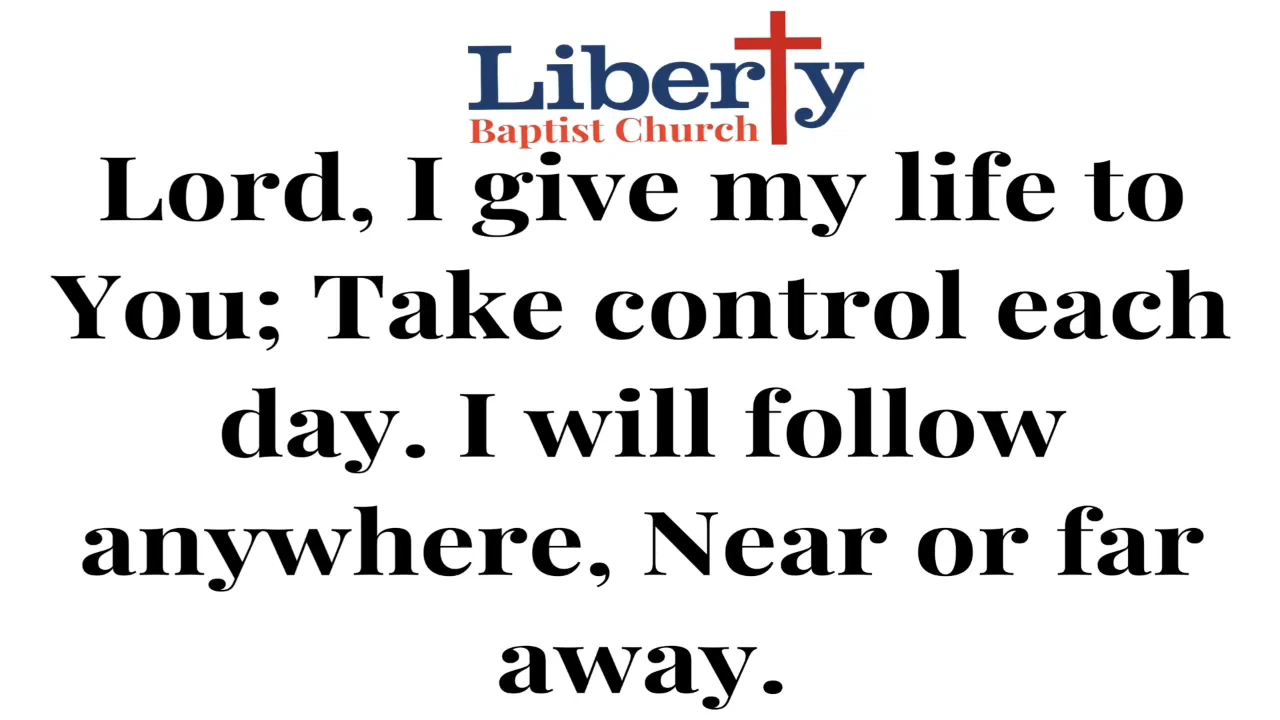 Liberty
Baptist Church
Lord, I give my life to
You; Take control each
day. I will follow
anywhere, Near or far
away.